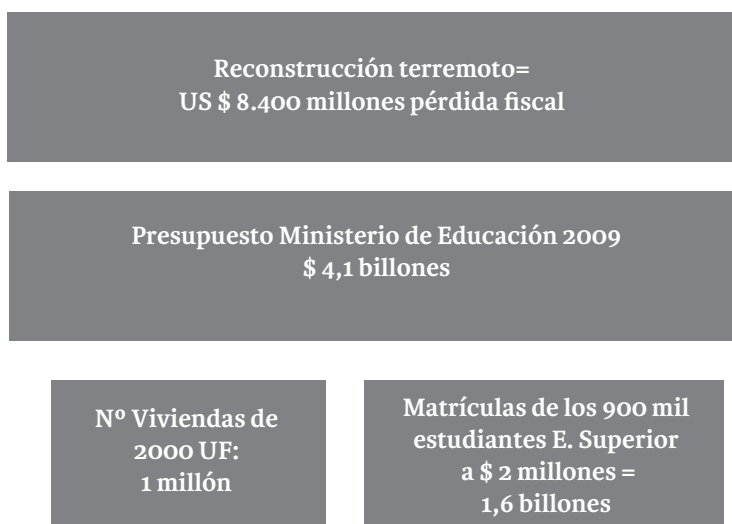 Reconstrucción terremoto=
US $ 8.400 millones pérdida fiscal
Presupuesto Ministerio de Educación 2009
$ 4,1 billones
Nº Viviendas de
2000 UF:
1 millón
Matrículas de los 900 mil
estudiantes E. Superior
a $ 2 millones =
1,6 billones